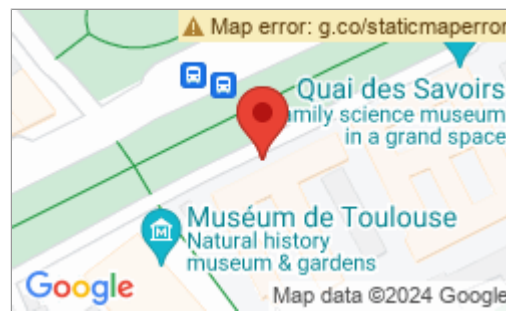 Map error: g.co/staticmaperror
Quai des Savoirs
amily science museum
in a grand space
Muséum de Toulouse
Natural history
museum & gardens
Google
Map data ©2024 Google